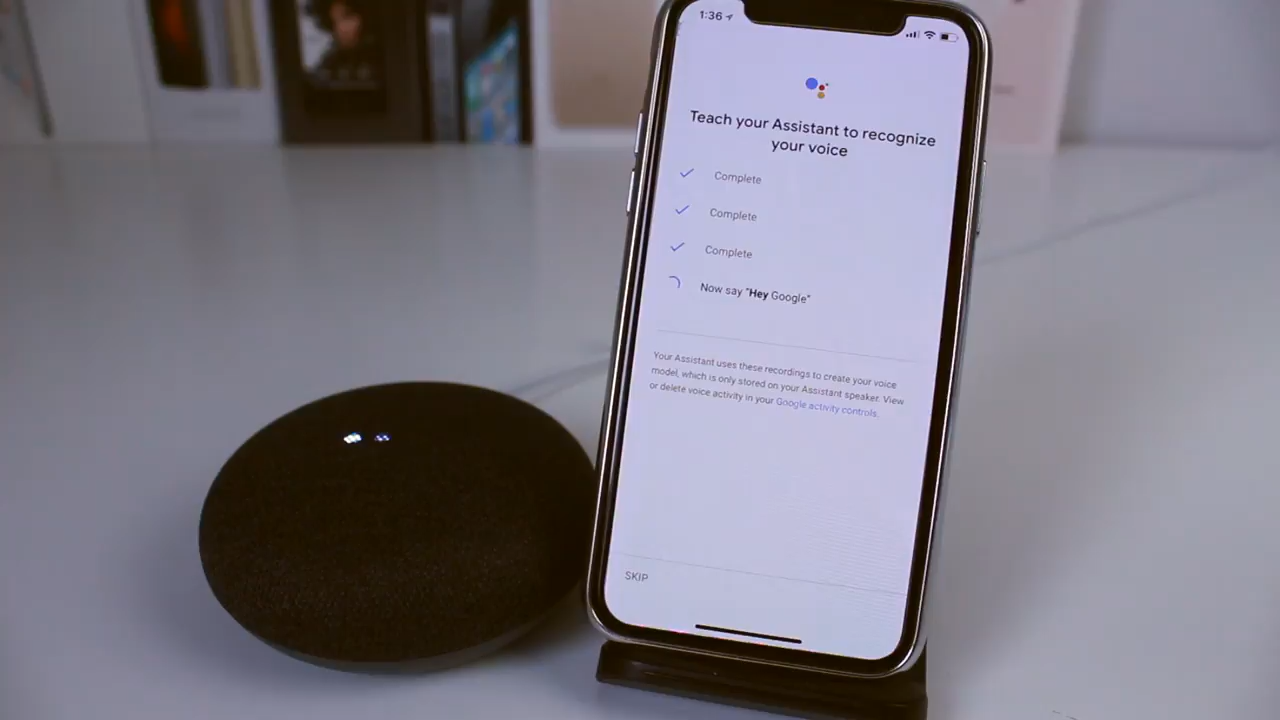 1:36
Teach your Assistant to recognize
your voice
Complete
Complete
Complete
Now say "Hey Google"
Your Assistant uses these recordings to create your voice
model, which is only stored on your Assistant speaker. View
or delete voice activity in your Google activity controls.
SKIP